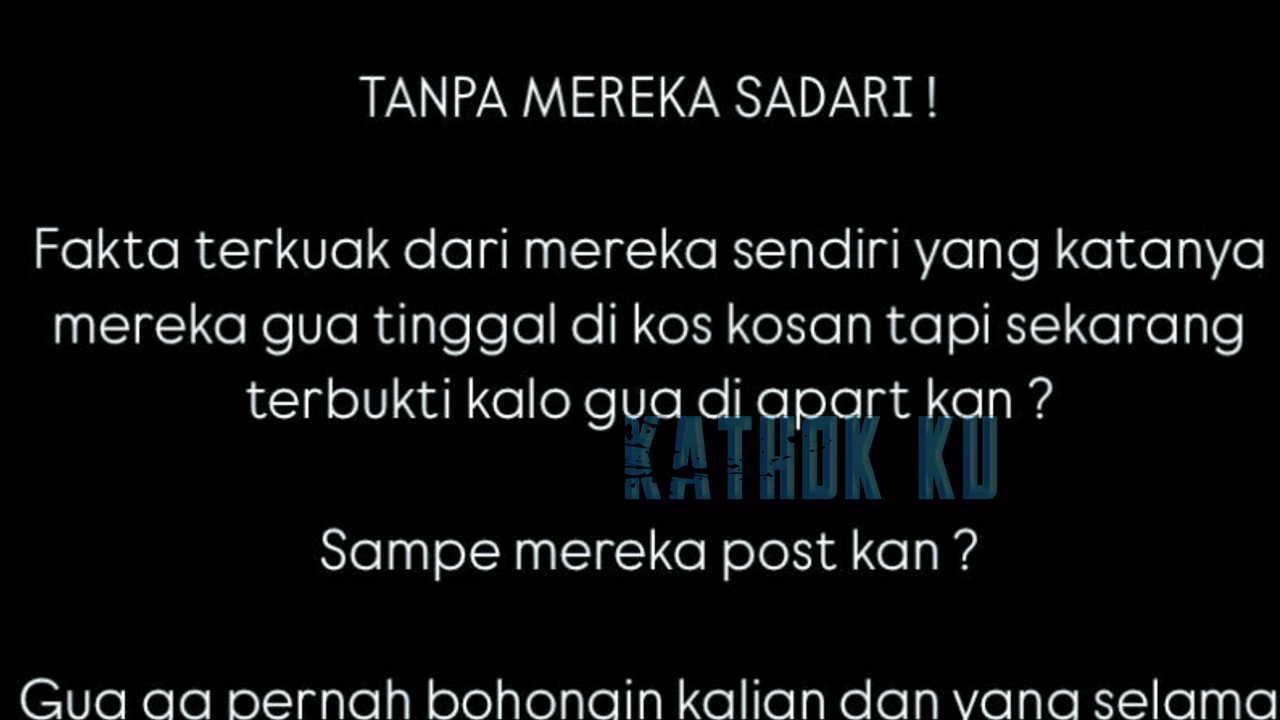 TANPA MEREKA SADARI !
Fakta terkuak dari mereka sendiri yang katanya
mereka gua tinggal di kos kosan tapi sekarang
terbukti kalo gua di apart kan ?
KATHOK KU
Sampe mereka post kan ?
Gua ga pernah bohongin kalian dan yang selama